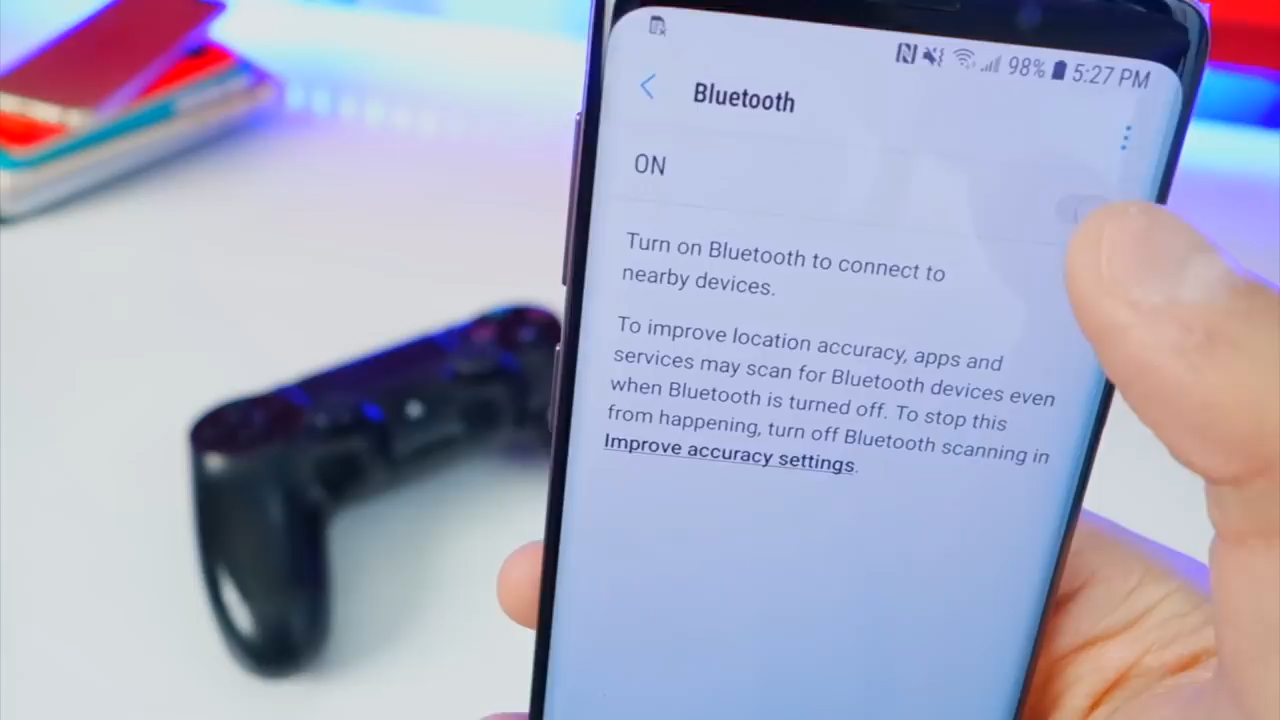 98% 5:27 PM
Bluetooth
ON
Turn on Bluetooth to connect to
nearby devices.
To improve location accuracy, apps and
services may scan for Bluetooth devices even
when Bluetooth is turned off. To stop this
from happening, turn off Bluetooth scanning in
Improve accuracy settings.